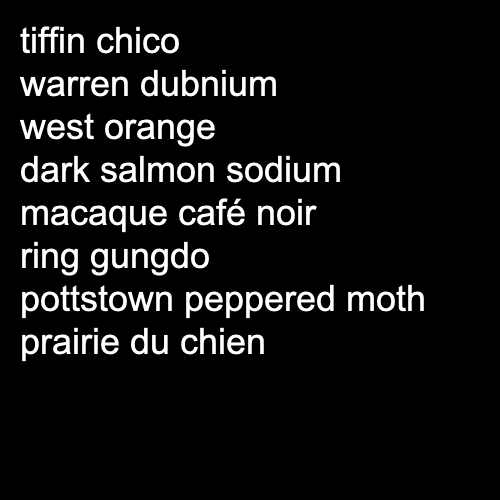 tiffin chico
warren dubnium
west orange
dark salmon sodium
macaque café noir
ring gungdo
pottstown peppered moth
prairie du chien